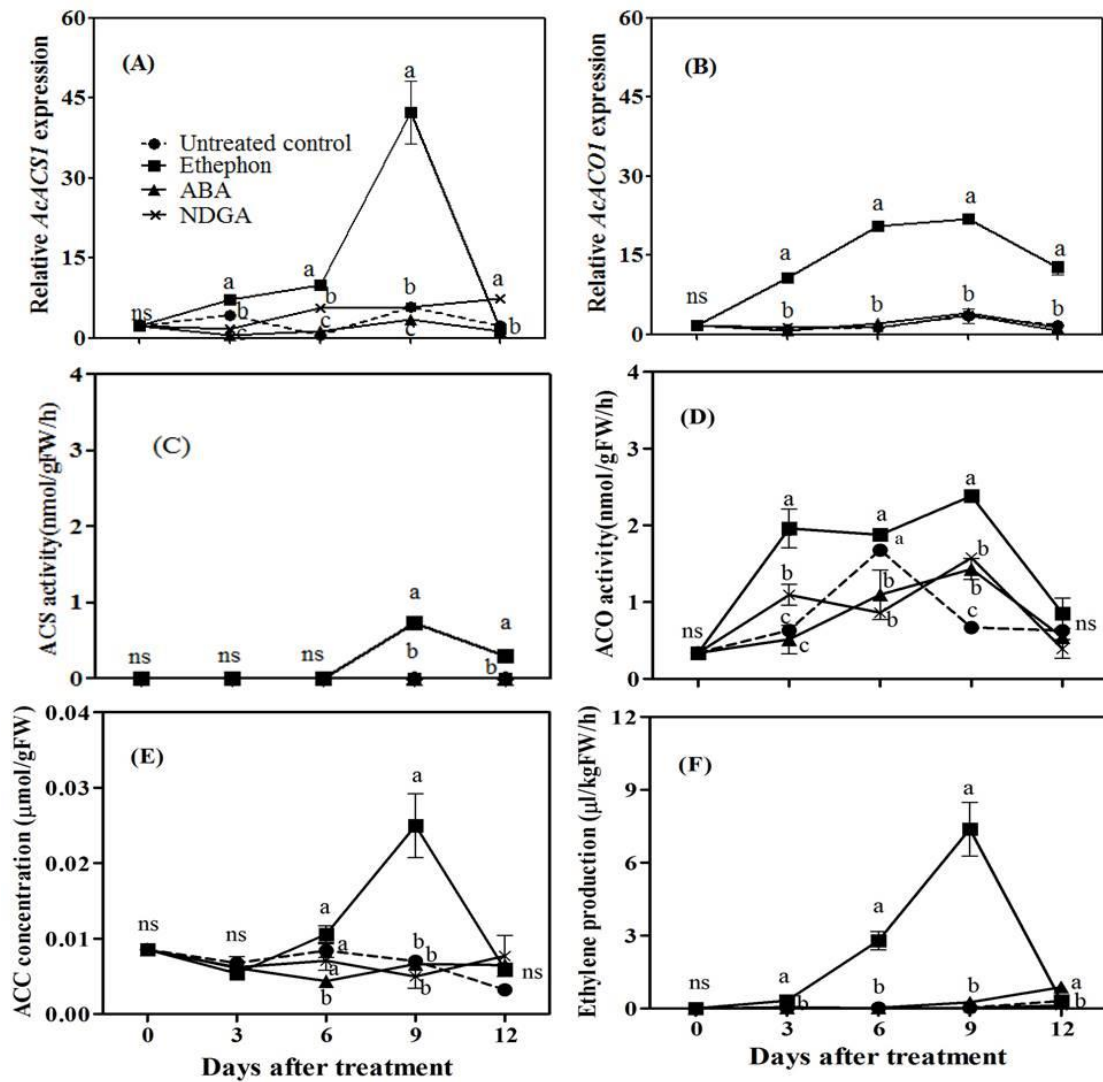 60
45
30
15
0
Relative AcACS1 expression
(A)
Untreated control
Ethephon
ABA
NDGA
ns
a
b
c
a
b
c
a
b
c
a
b
60
45
30
15
0
Relative AcACO1 expression
(B)
ns
a
b
a
b
a
b
a
b
4
3
2
1
0
ACS activity(nmol/gFW/h)
(C)
ns
ns
ns
a
b
a
b
4
3
2
1
0
ACO activity(nmol/gFW/h)
(D)
ns
a
b
c
c
a
a
b
b
a
b
b
c
ns
0.04
0.03
0.02
0.01
0.00
ACC concentration (μmol/gFW)
(E)
ns
ns
a
a
a
b
a
b
b
b
ns
0 3 6 9 12
Days after treatment
12
9
6
3
0
Ethylene production (μl/kgFW/h)
(F)
ns
a
b
a
b
a
b
a
b
0 3 6 9 12
Days after treatment